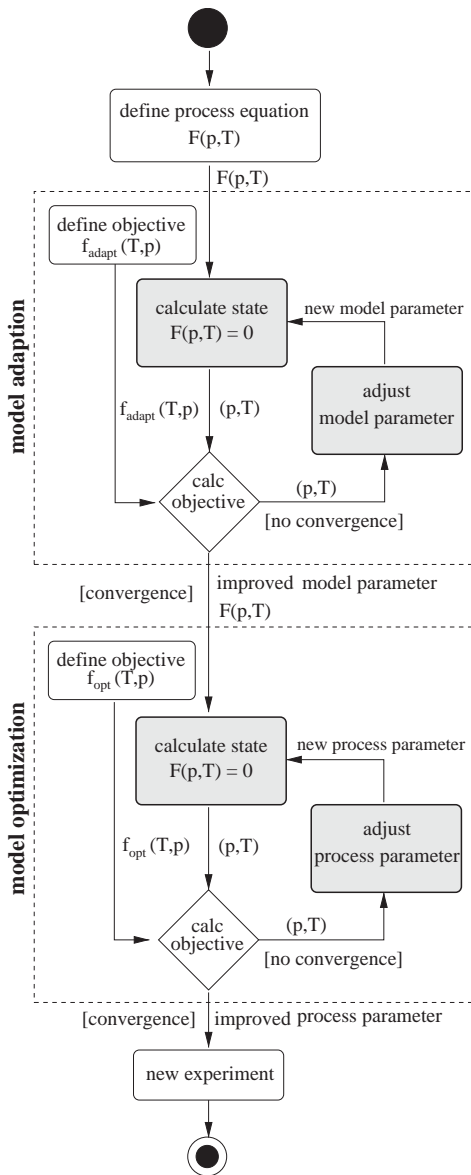 define process equation
F(p,T)
F(p,T)
model adaption
define objective
f_adapt (T,p)
calculate state
F(p,T) = 0
new model parameter
adjust
model parameter
f_adapt (T,p)
(p,T)
calc
objective
(p,T)
[no convergence]
[convergence]
improved model parameter
F(p,T)
model optimization
define objective
f_opt (T,p)
calculate state
F(p,T) = 0
new process parameter
adjust
process parameter
f_opt (T,p)
(p,T)
calc
objective
(p,T)
[no convergence]
[convergence]
improved process parameter
new experiment